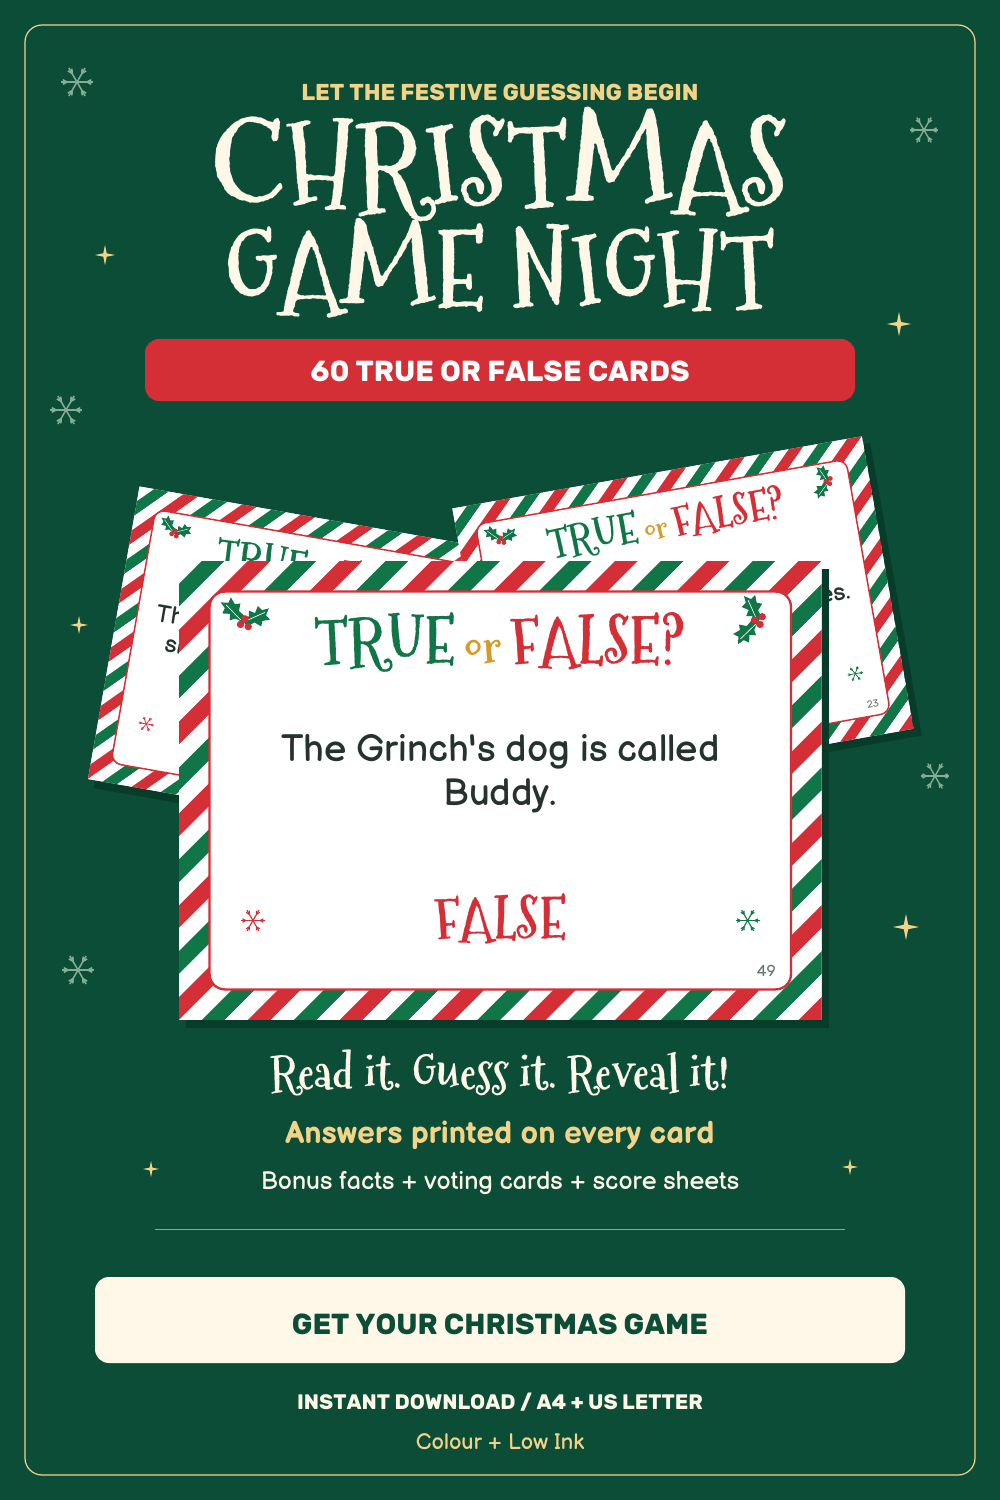 LET THE FESTIVE GUESSING BEGIN
CHRISTMAS
GAME NIGHT
60 TRUE OR FALSE CARDS
TRUE
TRUE or FALSE?
23
TRUE or FALSE?
The Grinch's dog is called
Buddy.
FALSE
49
Read it. Guess it. Reveal it!
Answers printed on every card
Bonus facts + voting cards + score sheets
GET YOUR CHRISTMAS GAME
INSTANT DOWNLOAD / A4 + US LETTER
Colour + Low Ink